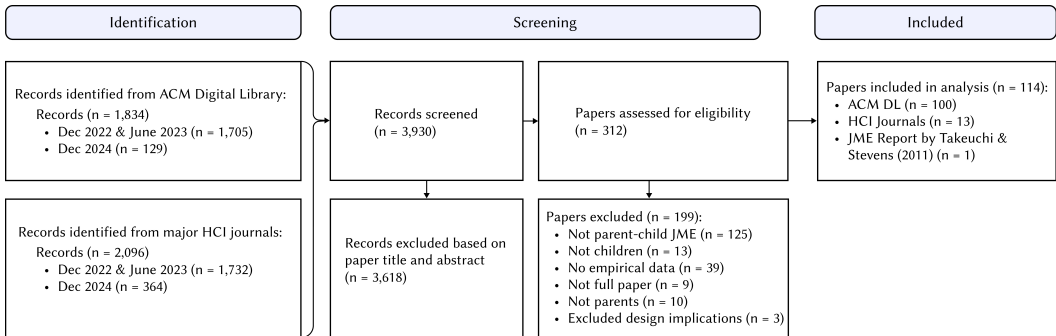 Identification
Screening
Included
Records identified from ACM Digital Library:
Records (n = 1,834)
• Dec 2022 & June 2023 (n = 1,705)
• Dec 2024 (n = 129)
Records screened
(n = 3,930)
Papers assessed for eligibility
(n = 312)
Papers included in analysis (n = 114):
• ACM DL (n = 100)
• HCI Journals (n = 13)
• JME Report by Takeuchi &
Stevens (2011) (n = 1)
Records identified from major HCI journals:
Records (n = 2,096)
• Dec 2022 & June 2023 (n = 1,732)
• Dec 2024 (n = 364)
Records excluded based on
paper title and abstract
(n = 3,618)
Papers excluded (n = 199):
• Not parent-child JME (n = 125)
• Not children (n = 13)
• No empirical data (n = 39)
• Not full paper (n = 9)
• Not parents (n = 10)
• Excluded design implications (n = 3)